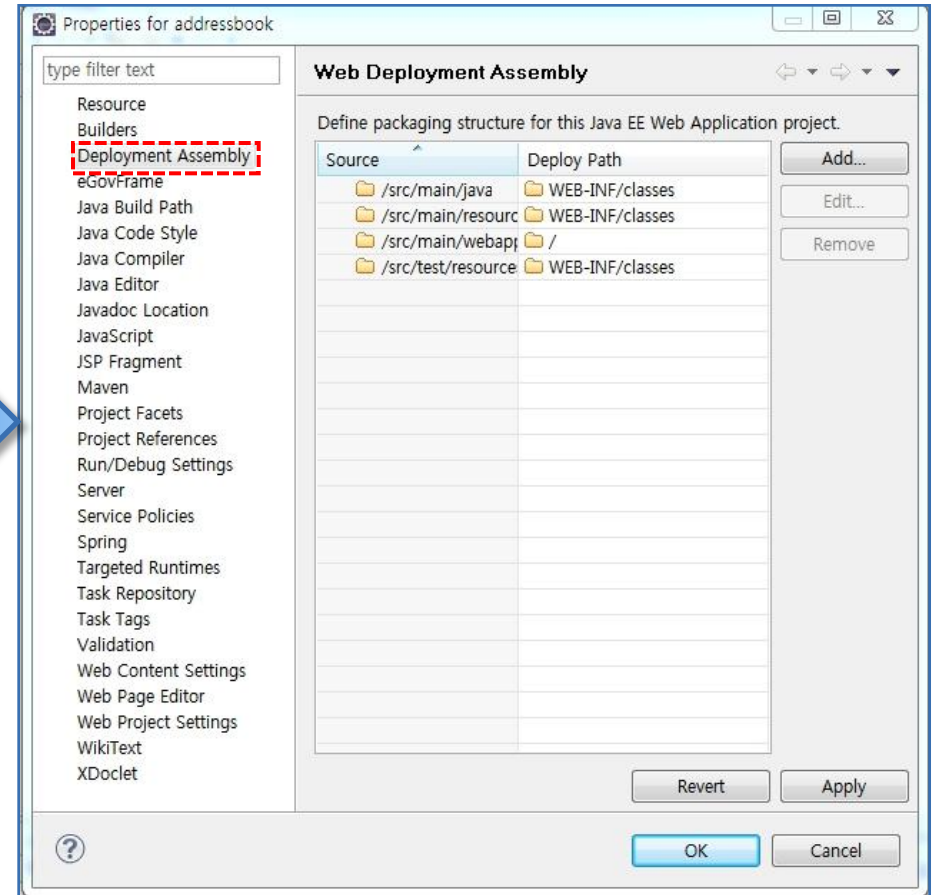 Properties for addressbook
type filter text
Resource
Builders
Deployment Assembly
eGovFrame
Java Build Path
Java Code Style
Java Compiler
Java Editor
Javadoc Location
JavaScript
JSP Fragment
Maven
Project Facets
Project References
Run/Debug Settings
Server
Service Policies
Spring
Targeted Runtimes
Task Repository
Task Tags
Validation
Web Content Settings
Web Page Editor
Web Project Settings
WikiText
XDoclet
Web Deployment Assembly
Define packaging structure for this Java EE Web Application project.
Source Deploy Path
/src/main/java WEB-INF/classes
/src/main/resourc WEB-INF/classes
/src/main/webapp /
/src/test/resource WEB-INF/classes
Add...
Edit...
Remove
Revert Apply
? OK Cancel